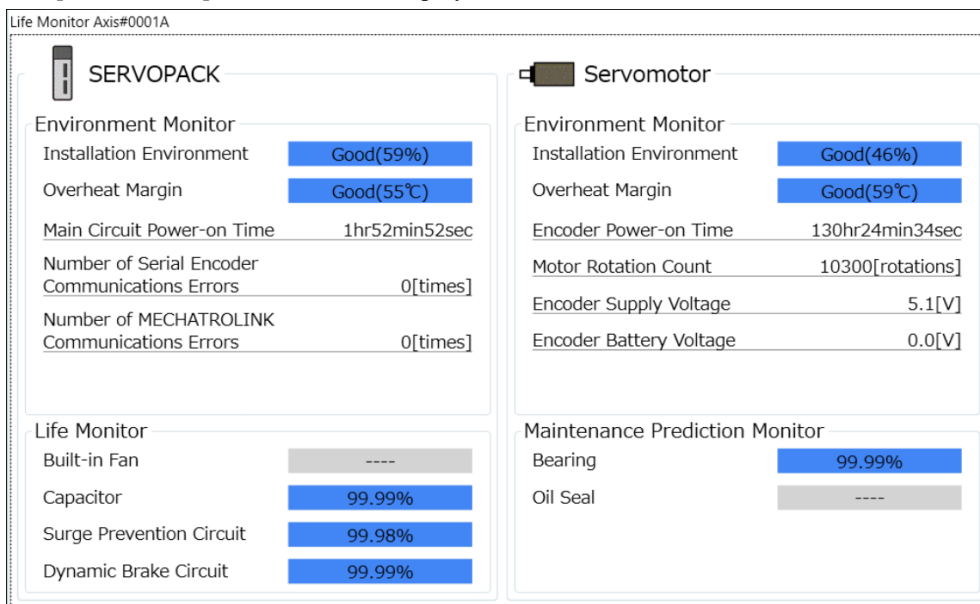 Life Monitor Axis#0001A
SERVOPACK
Environment Monitor
Installation Environment Good(59%)
Overheat Margin Good(55℃)
Main Circuit Power-on Time 1hr52min52sec
Number of Serial Encoder
Communications Errors 0[times]
Number of MECHATROLINK
Communications Errors 0[times]
Life Monitor
Built-in Fan ----
Capacitor 99.99%
Surge Prevention Circuit 99.98%
Dynamic Brake Circuit 99.99%
Servomotor
Environment Monitor
Installation Environment Good(46%)
Overheat Margin Good(59℃)
Encoder Power-on Time 130hr24min34sec
Motor Rotation Count 10300[rotations]
Encoder Supply Voltage 5.1[V]
Encoder Battery Voltage 0.0[V]
Maintenance Prediction Monitor
Bearing 99.99%
Oil Seal ----